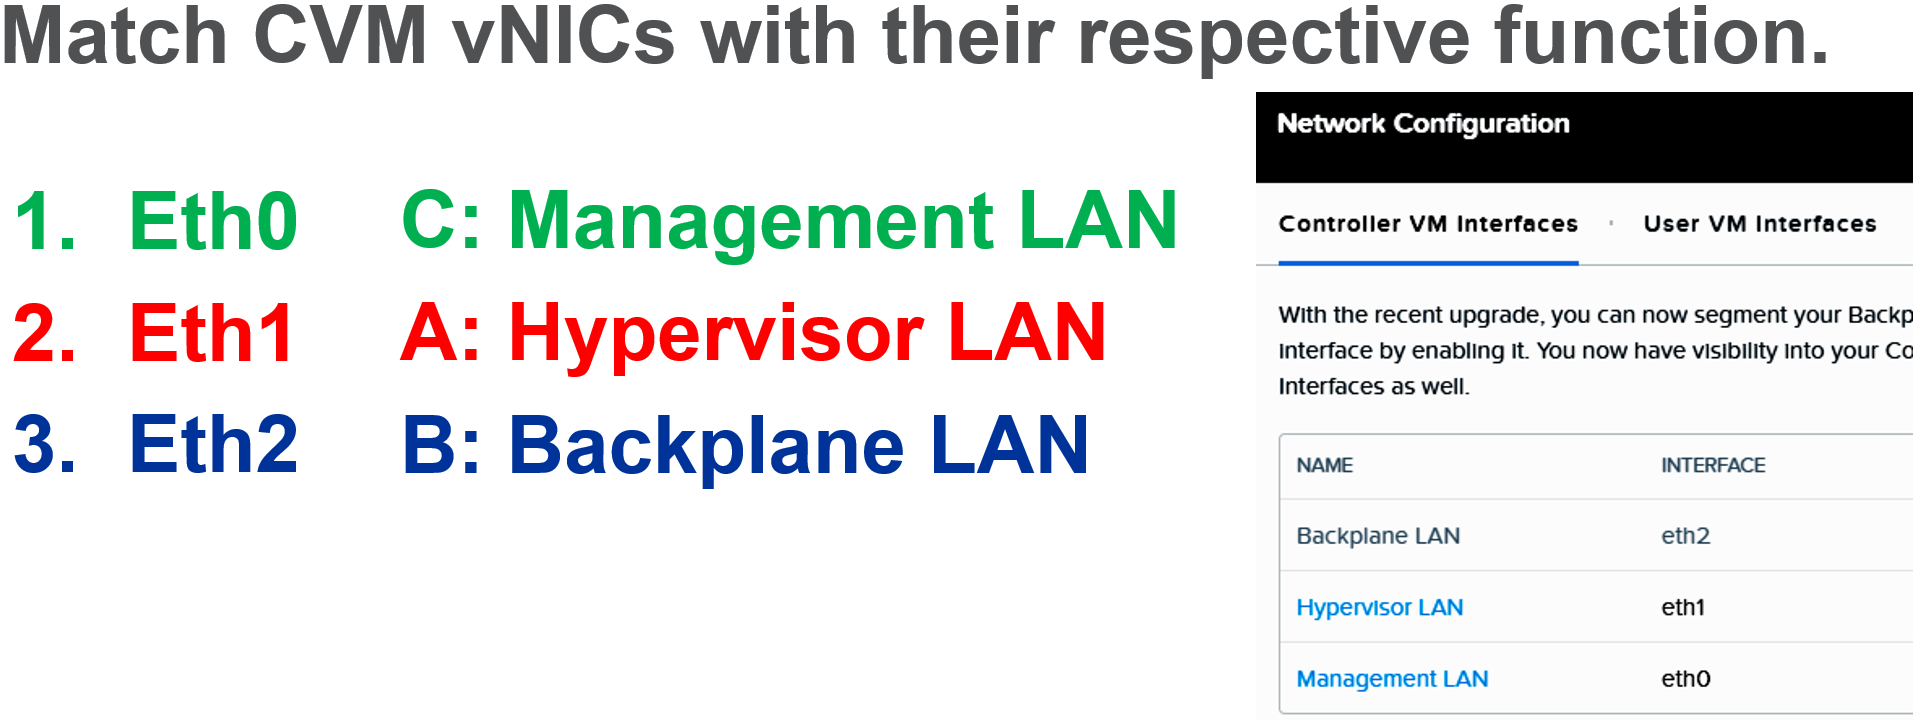 Match CVM vNICs with their respective function.
1. Eth0 C: Management LAN
2. Eth1 A: Hypervisor LAN
3. Eth2 B: Backplane LAN
Network Configuration
Controller VM Interfaces · User VM Interfaces
With the recent upgrade, you can now segment your Backp
interface by enabling it. You now have visibility into your Co
Interfaces as well.
NAME INTERFACE
Backplane LAN eth2
Hypervisor LAN eth1
Management LAN eth0